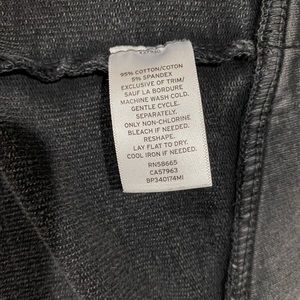 95% COTTON/COTON
5% SPANDEX
EXCLUSIVE OF TRIM/
SAUF LA BORDURE
MACHINE WASH COLD.
GENTLE CYCLE.
SEPARATELY.
ONLY NON-CHLORINE
BLEACH IF NEEDED.
RESHAPE.
LAY FLAT TO DRY.
COOL IRON IF NEEDED.
RN58665
CA57963
BP340174MI